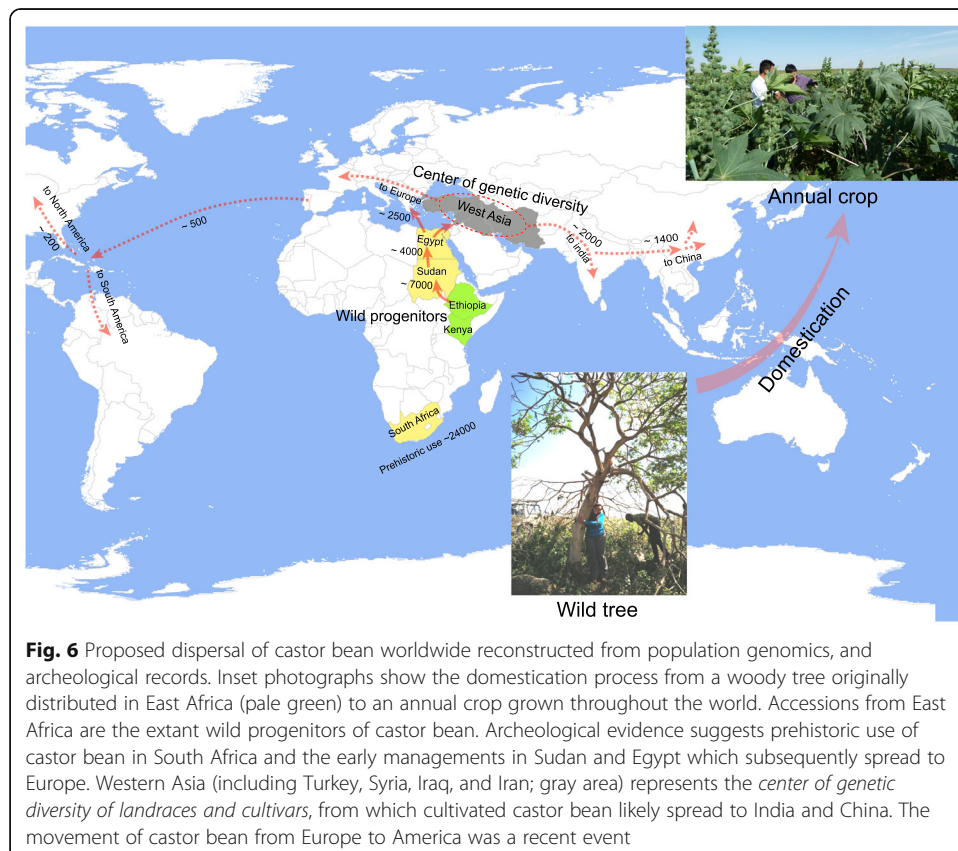 Center of genetic diversity
to Europe
West Asia
Annual crop
to North America
~ 500
~ 2500
~ 200
Egypt
~ 2000
to India
~ 1400
to China
~ 4000
Sudan
to South America
~ 7000
Ethiopia
Wild progenitors
Kenya
Domestication
South Africa
Prehistoric use ~24000
Wild tree
Fig. 6 Proposed dispersal of castor bean worldwide reconstructed from population genomics, and
archeological records. Inset photographs show the domestication process from a woody tree originally
distributed in East Africa (pale green) to an annual crop grown throughout the world. Accessions from East
Africa are the extant wild progenitors of castor bean. Archeological evidence suggests prehistoric use of
castor bean in South Africa and the early managements in Sudan and Egypt which subsequently spread to
Europe. Western Asia (including Turkey, Syria, Iraq, and Iran; gray area) represents the center of genetic
diversity of landraces and cultivars, from which cultivated castor bean likely spread to India and China. The
movement of castor bean from Europe to America was a recent event